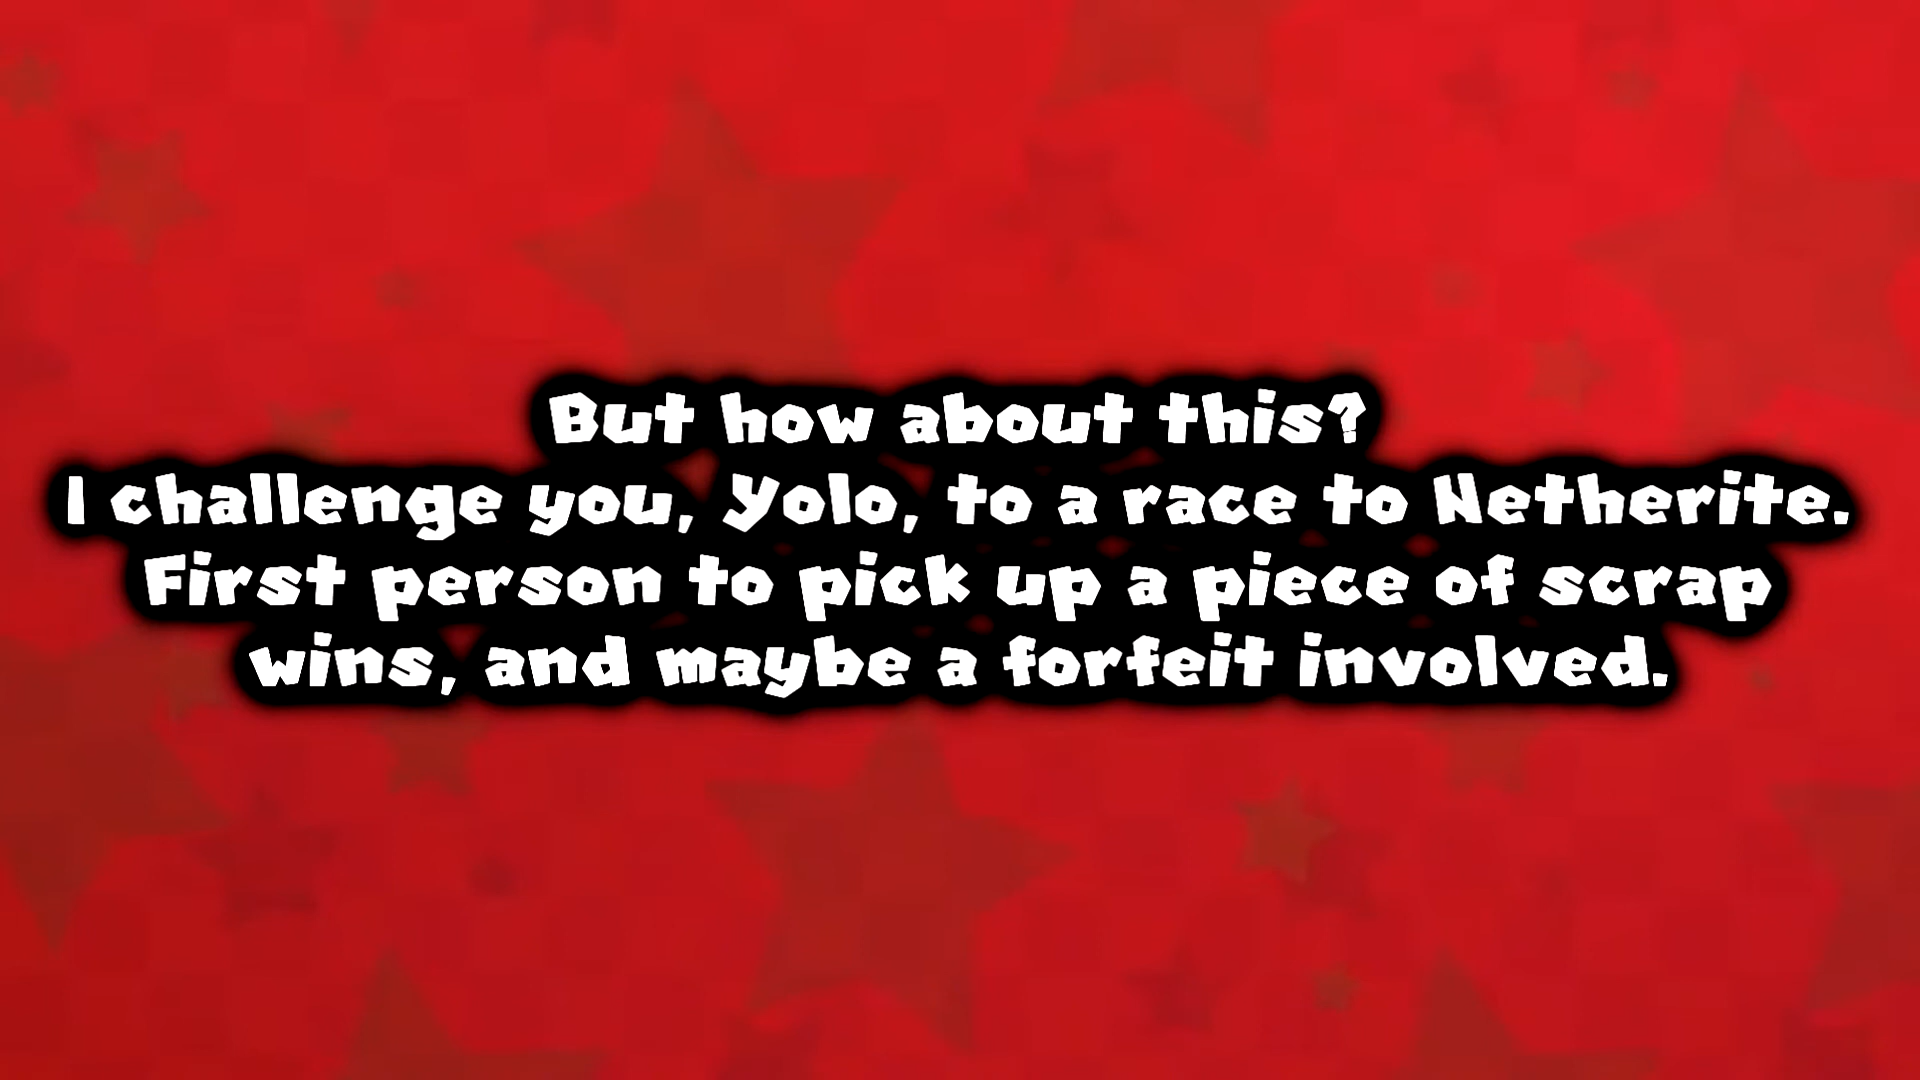 But how about this?
I challenge you, Yolo, to a race to Netherite.
First person to pick up a piece of scrap
wins, and maybe a forfeit involved.